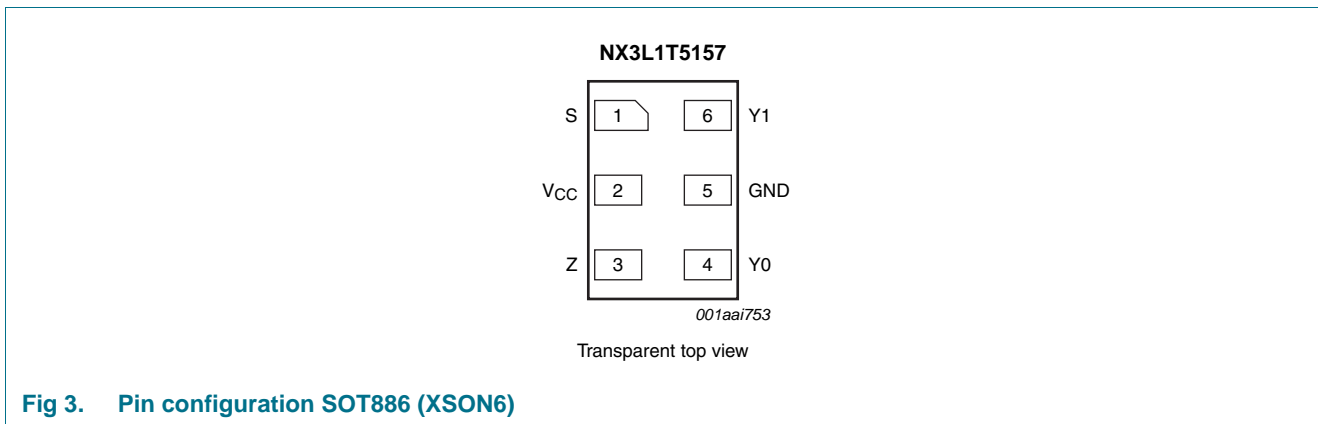 NX3L1T5157
S 1 6 Y1
VCC 2 5 GND
Z 3 4 Y0
001aai753
Transparent top view
Fig 3. Pin configuration SOT886 (XSON6)